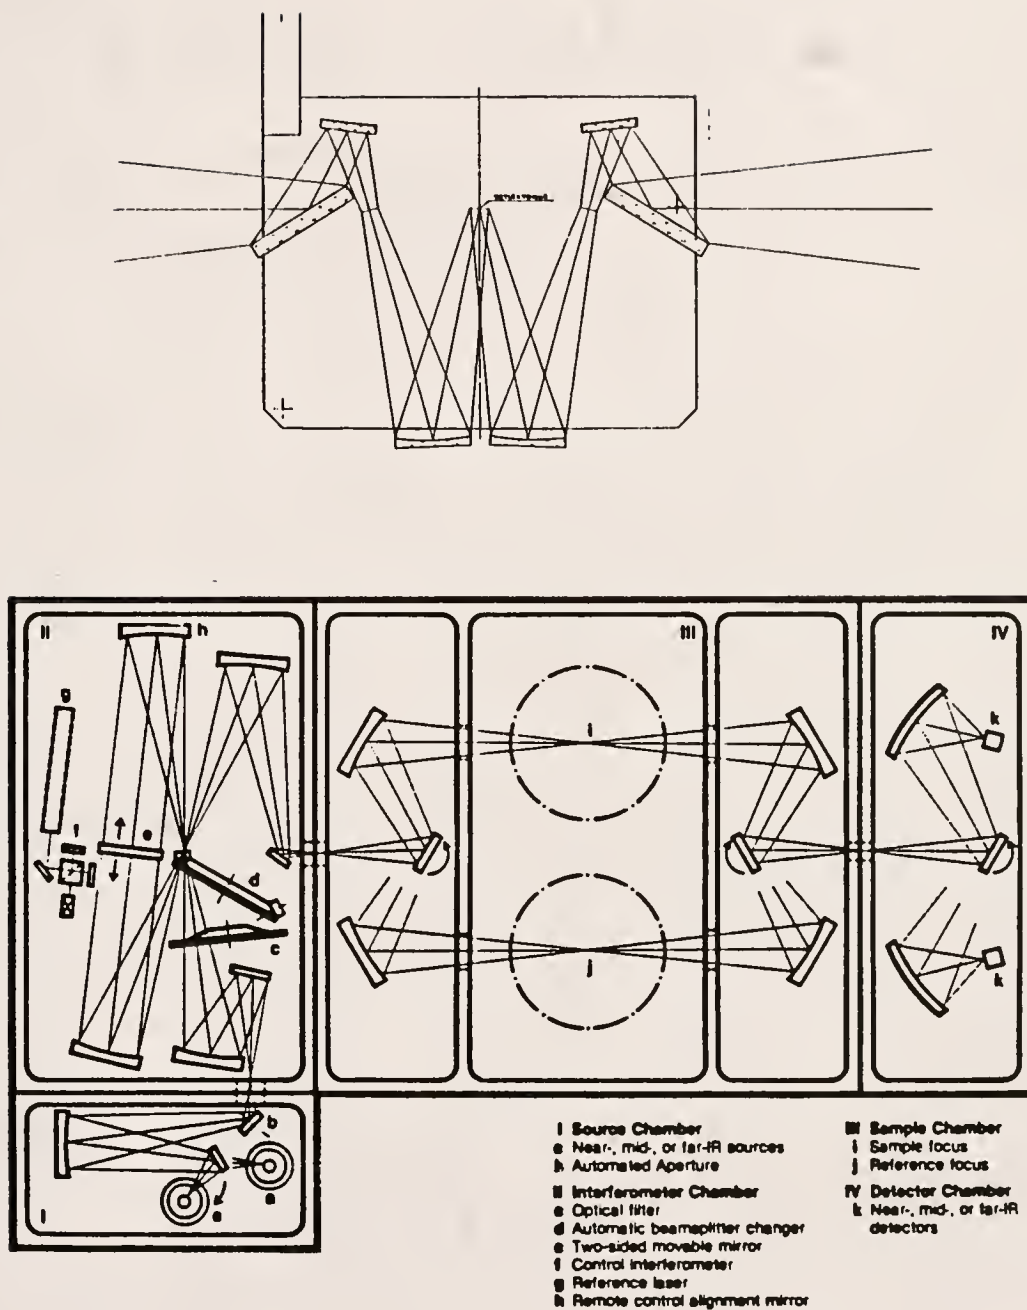 II
h
III
IV
g
k
i
f
e
d
c
j
k
b
a
a
I
I Source Chamber
a Near-, mid-, or far-IR sources
b Automated Aperture
II Interferometer Chamber
c Optical filter
d Automatic beamsplitter changer
e Two-sided movable mirror
f Control interferometer
g Reference laser
h Remote control alignment mirror
III Sample Chamber
i Sample focus
j Reference focus
IV Detector Chamber
k Near-, mid-, or far-IR
detectors